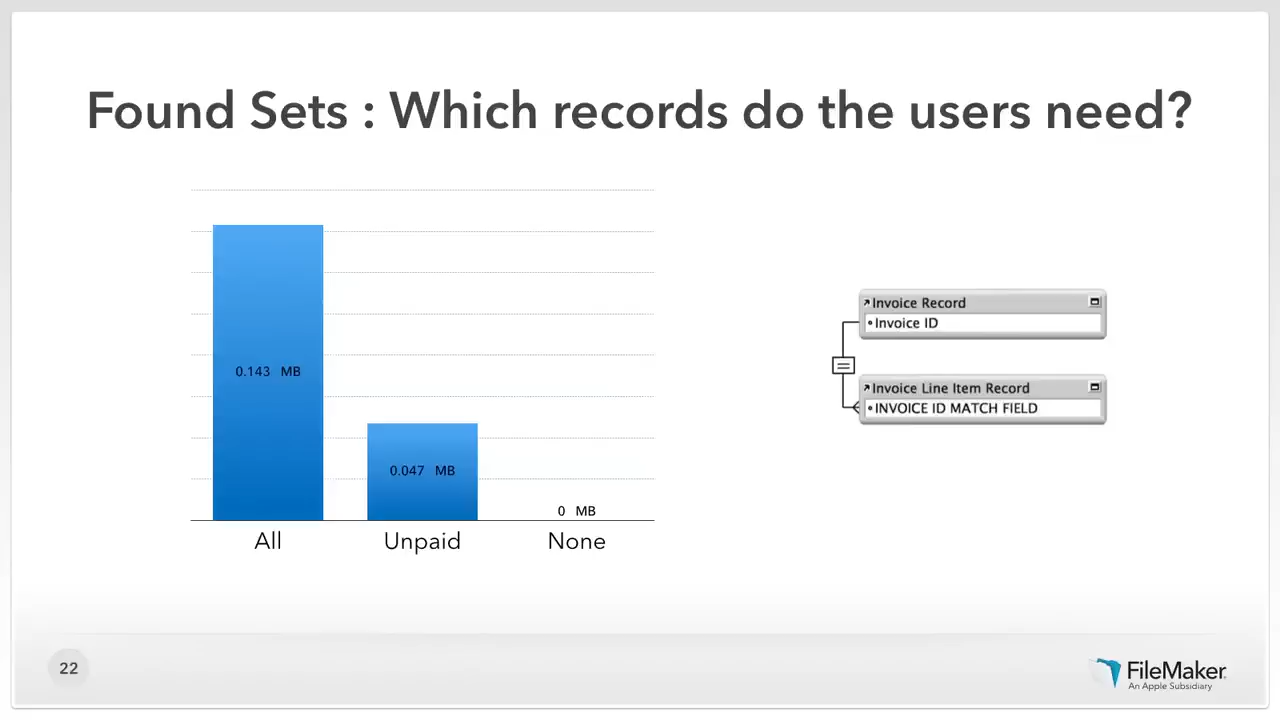 Found Sets : Which records do the users need?
0.143 MB
0.047 MB
0 MB
All
Unpaid
None
Invoice Record
Invoice ID
Invoice Line Item Record
INVOICE ID MATCH FIELD
22
FileMaker
An Apple Subsidiary